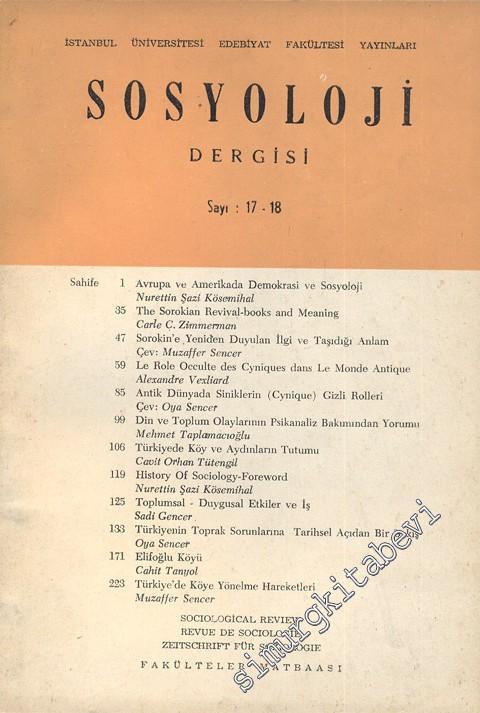 İSTANBUL ÜNİVERSİTESİ EDEBİYAT FAKÜLTESİ YAYINLARI
SOSYOLOJİ
DERGİSİ
Sayı : 17 - 18
Sahife 1 Avrupa ve Amerikada Demokrasi ve Sosyoloji
Nurettin Şazi Kösemihal
35 The Sorokian Revival-books and Meaning
Carle Ç. Zimmerman
47 Sorokin'e Yeniden Duyulan İlgi ve Taşıdığı Anlam
Çev: Muzaffer Sencer
59 Le Role Occulte des Cyniques dans Le Monde Antique
Alexandre Vexliard
85 Antik Dünyada Siniklerin (Cynique) Gizli Rolleri
Çev: Oya Sencer
99 Din ve Toplum Olaylarının Psikanaliz Bakımından Yorumu
Mehmet Taplamacıoğlu
106 Türkiyede Köy ve Aydınların Tutumu
Cavit Orhan Tütengil
119 History Of Sociology-Foreword
Nurettin Şazi Kösemihal
125 Toplumsal - Duygusal Etkiler ve İş
Sadi Gencer
133 Türkiyenin Toprak Sorunlarına Tarihsel Açıdan Bir
Oya Sencer
171 Elifoğlu Köyü
Cahit Tanyol
223 Türkiye'de Köye Yönelme Hareketleri
Muzaffer Sencer
SOCIOLOGICAL REVIEW
REVUE DE SOCIOLOGIE
ZEITSCHRIFT FÜR SOZIOLOGIE
FAKÜLTELER MATBAASI
simurgkitabevi